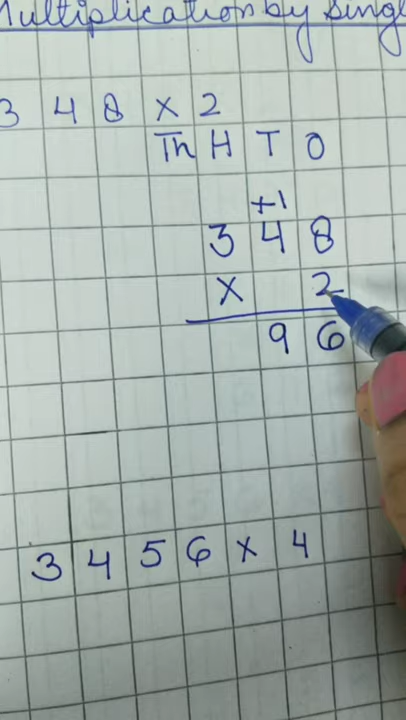 Multiplication by Singl
3 4 8 x 2
Th H T O
+1
3 4 8
x 2
9 6
3 4 5 6 x 4